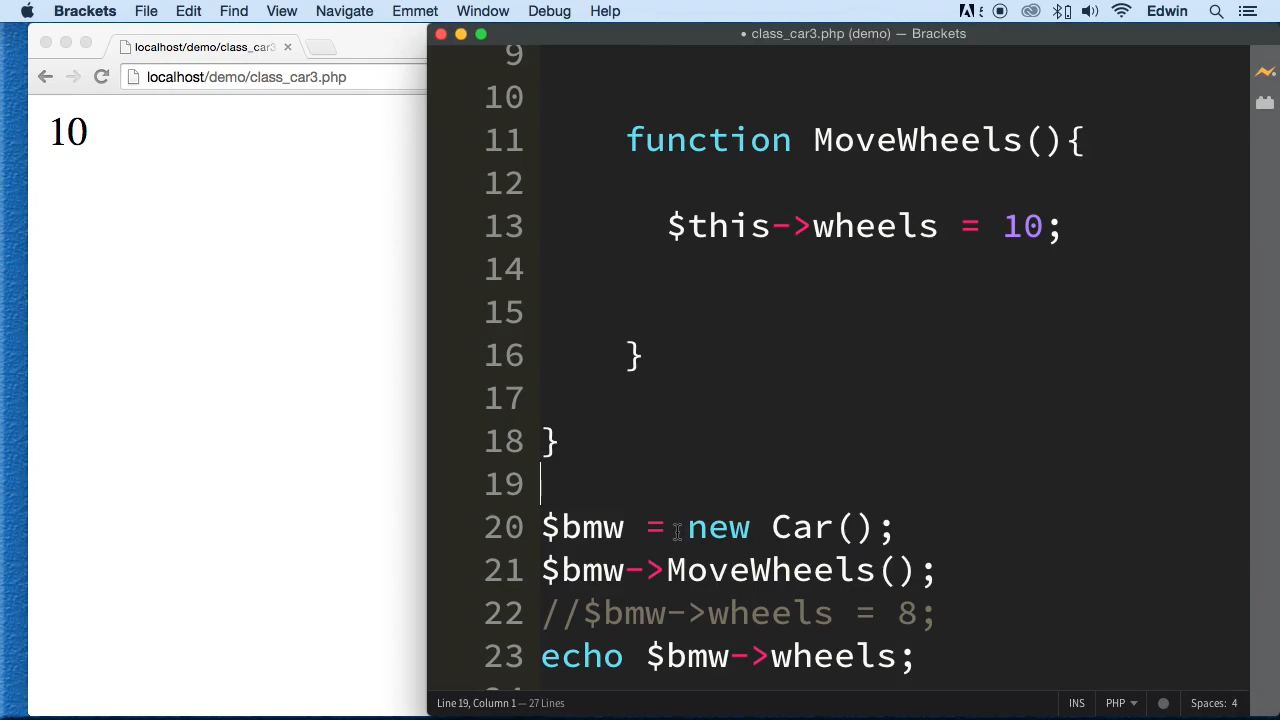 Brackets File Edit Find View Navigate Emmet Window Debug Help Edwin
localhost/demo/class_car3
localhost/demo/class_car3.php
10
• class_car3.php (demo) — Brackets
9
10
11 function MoveWheels(){
12
13 $this->wheels = 10;
14
15
16 }
17
18 }
19
20 $bmw = new Car();
21 $bmw->MoveWheels();
22 //$bmw->wheels = 8;
23 echo $bmw->wheels;
Line 19, Column 1 — 27 Lines INS PHP Spaces: 4